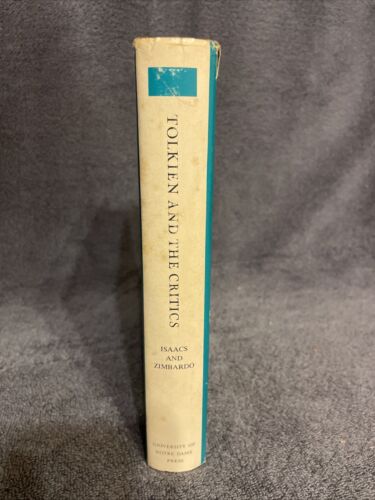 TOLKIEN AND THE CRITICS
ISAACS
AND
ZIMBARDO
UNIVERSITY OF
NOTRE DAME
PRESS